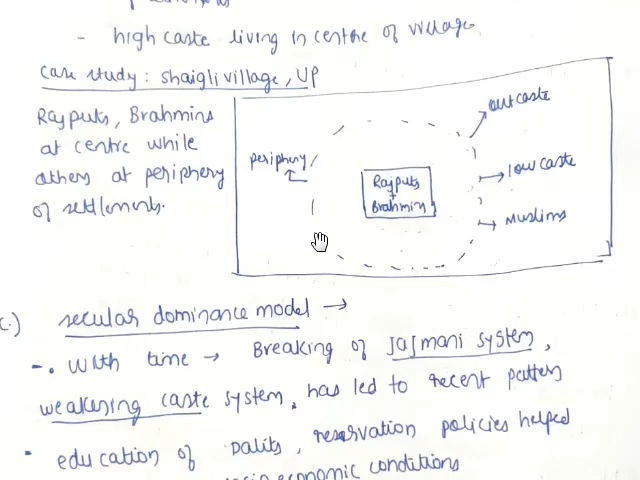 - high caste living in centre of village
case study: shaigli village, UP
Rajputs, Brahmins
at centre while
others at periphery
of settlements.
periphery
Rajputs
+
Brahmins
outcaste
low caste
Muslims
c.) secular dominance model →
-. with time → Breaking of Jajmani system,
weakening caste system, has led to recent pattern
• education of Dalits, reservation policies helped
economic conditions